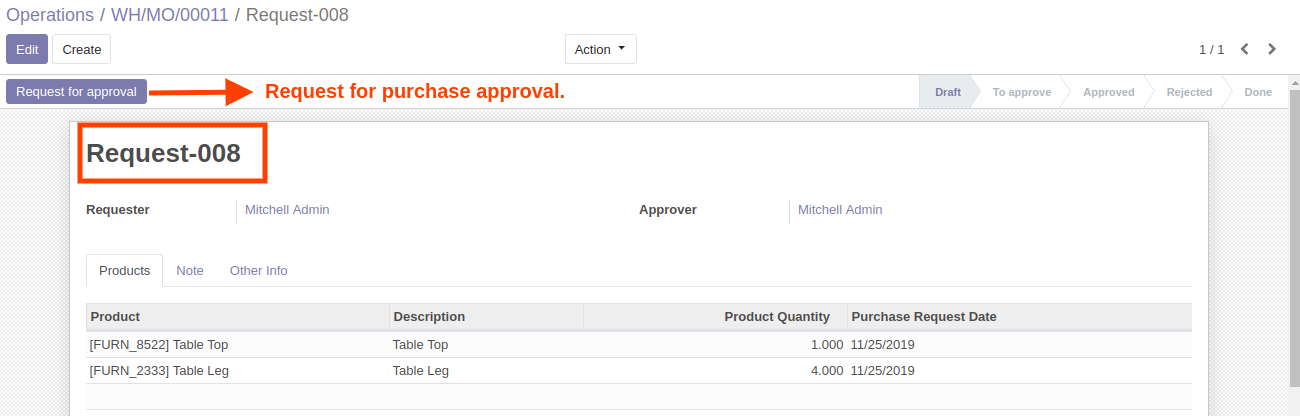 Operations / WH/MO/00011 / Request-008
Edit Create Action 1 / 1
Request for approval Request for purchase approval. Draft To approve Approved Rejected Done
Request-008
Requester Mitchell Admin Approver Mitchell Admin
Products Note Other Info
Product Description Product Quantity Purchase Request Date
[FURN_8522] Table Top Table Top 1.000 11/25/2019
[FURN_2333] Table Leg Table Leg 4.000 11/25/2019